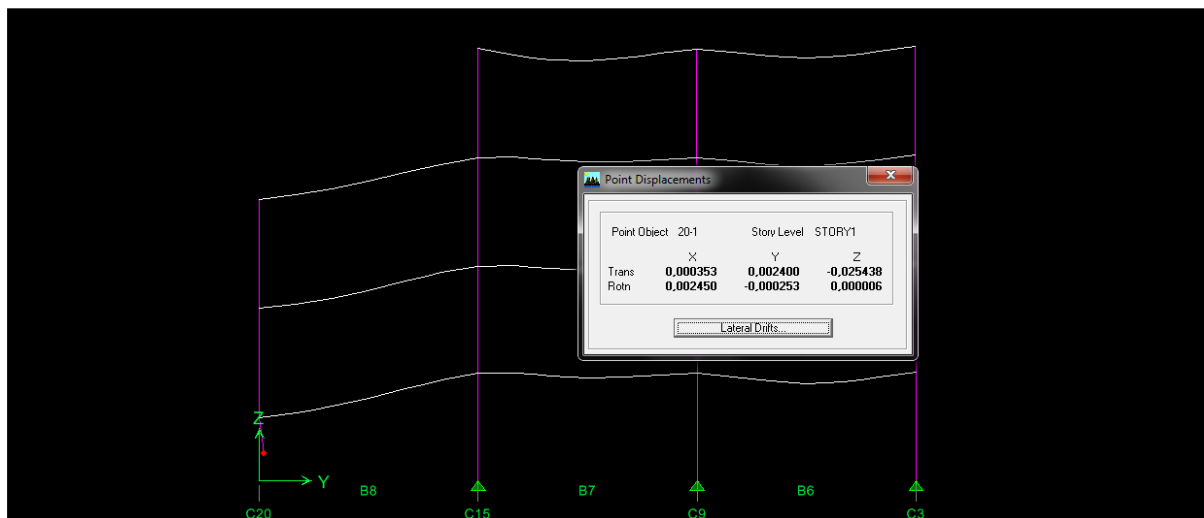 Point Displacements
Point Object 20-1 Story Level STORY1
X Y Z
Trans 0,000353 0,002400 -0,025438
Rotn 0,002450 -0,000253 0,000006
Lateral Drifts...
Z
Y
B8 B7 B6
C20 C15 C9 C3